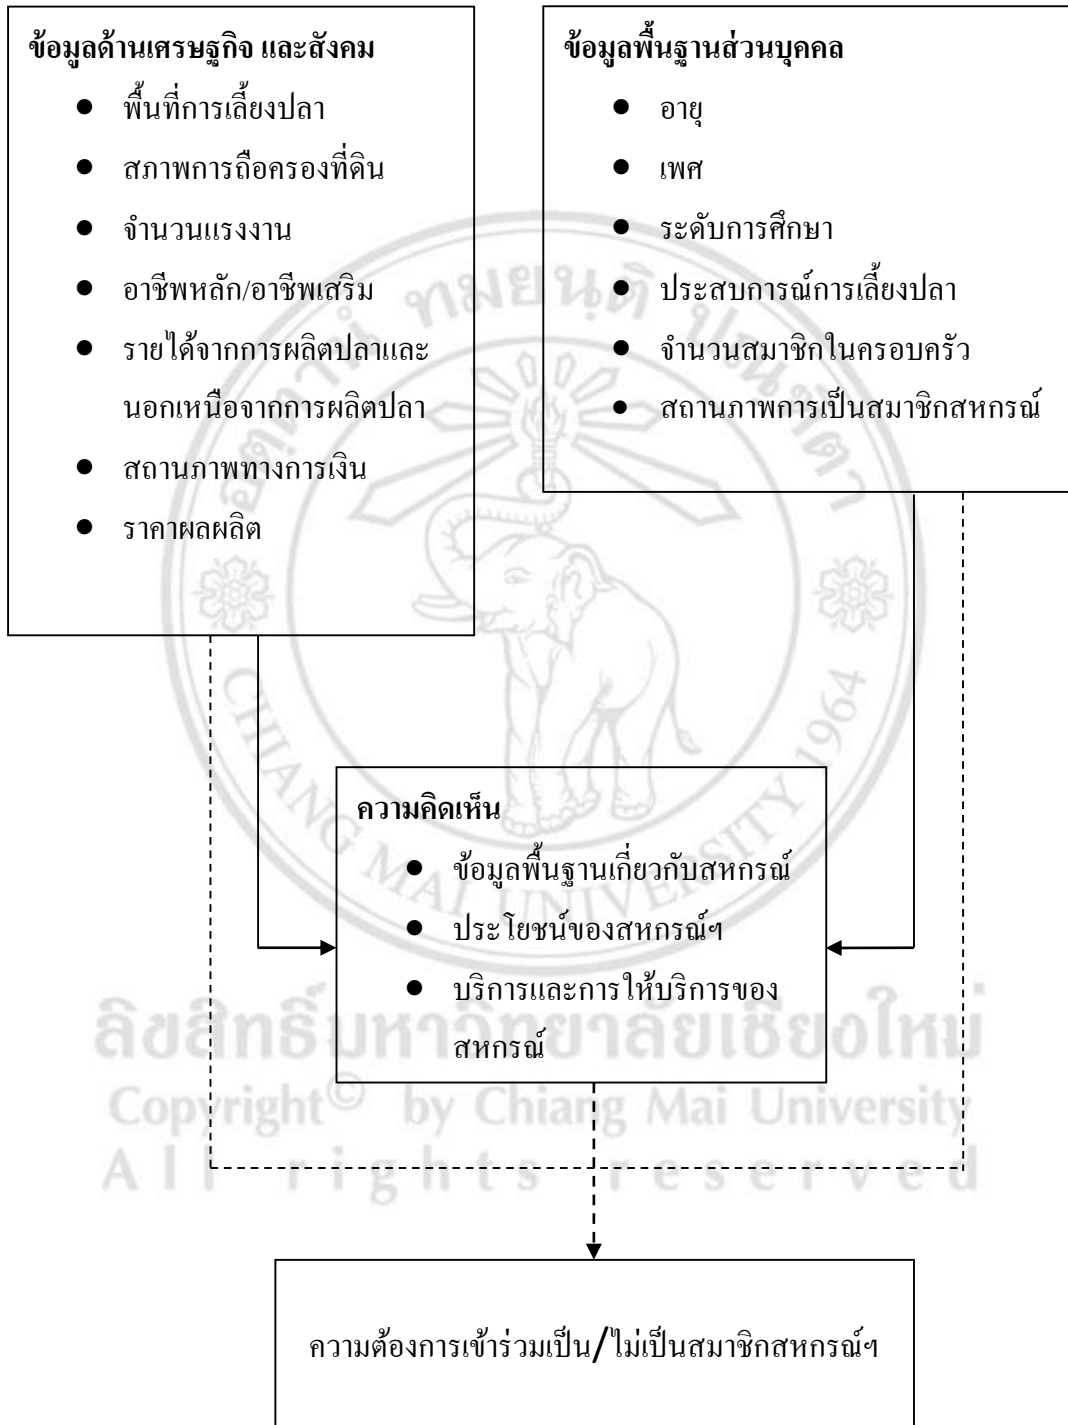 ข้อมูลด้านเศรษฐกิจ และสังคม
● พื้นที่การเลี้ยงปลา
● สภาพการถือครองที่ดิน
● จำนวนแรงงาน
● อาชีพหลัก/อาชีพเสริม
● รายได้จากการผลิตปลาและ
นอกเหนือจากการผลิตปลา
● สถานภาพทางการเงิน
● ราคาผลผลิต
ข้อมูลพื้นฐานส่วนบุคคล
● อายุ
● เพศ
● ระดับการศึกษา
● ประสบการณ์การเลี้ยงปลา
● จำนวนสมาชิกในครอบครัว
● สถานภาพการเป็นสมาชิกสหกรณ์
ความคิดเห็น
● ข้อมูลพื้นฐานเกี่ยวกับสหกรณ์
● ประโยชน์ของสหกรณ์ฯ
● บริการและการให้บริการของ
สหกรณ์
ความต้องการเข้าร่วมเป็น/ไม่เป็นสมาชิกสหกรณ์ฯ
อตฺตานํ ทมยนฺติ ปณฺฑิตา
CHIANG MAI UNIVERSITY 1964
ลิขสิทธิ์มหาวิทยาลัยเชียงใหม่
Copyright© by Chiang Mai University
All rights reserved